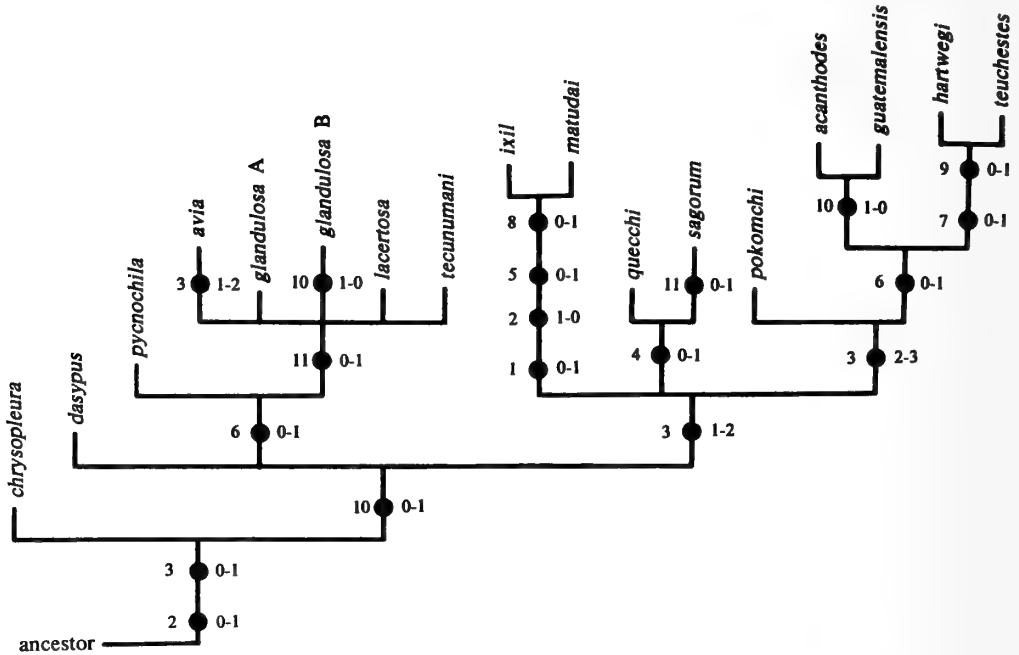 hartwegi
teuchestes
acanthodes
guatemalensis
ixil
matudai
glandulosa B
avia
glandulosa A
lacertosa
tecunumani
sagorum
quecchi
pokomchi
pycnochila
dasypus
chrysopleura
9 0-1
10 1-0
7 0-1
8 0-1
3 1-2
10 1-0
5 0-1
11 0-1
6 0-1
2 1-0
11 0-1
1 0-1
4 0-1
3 2-3
6 0-1
3 1-2
10 0-1
3 0-1
2 0-1
ancestor